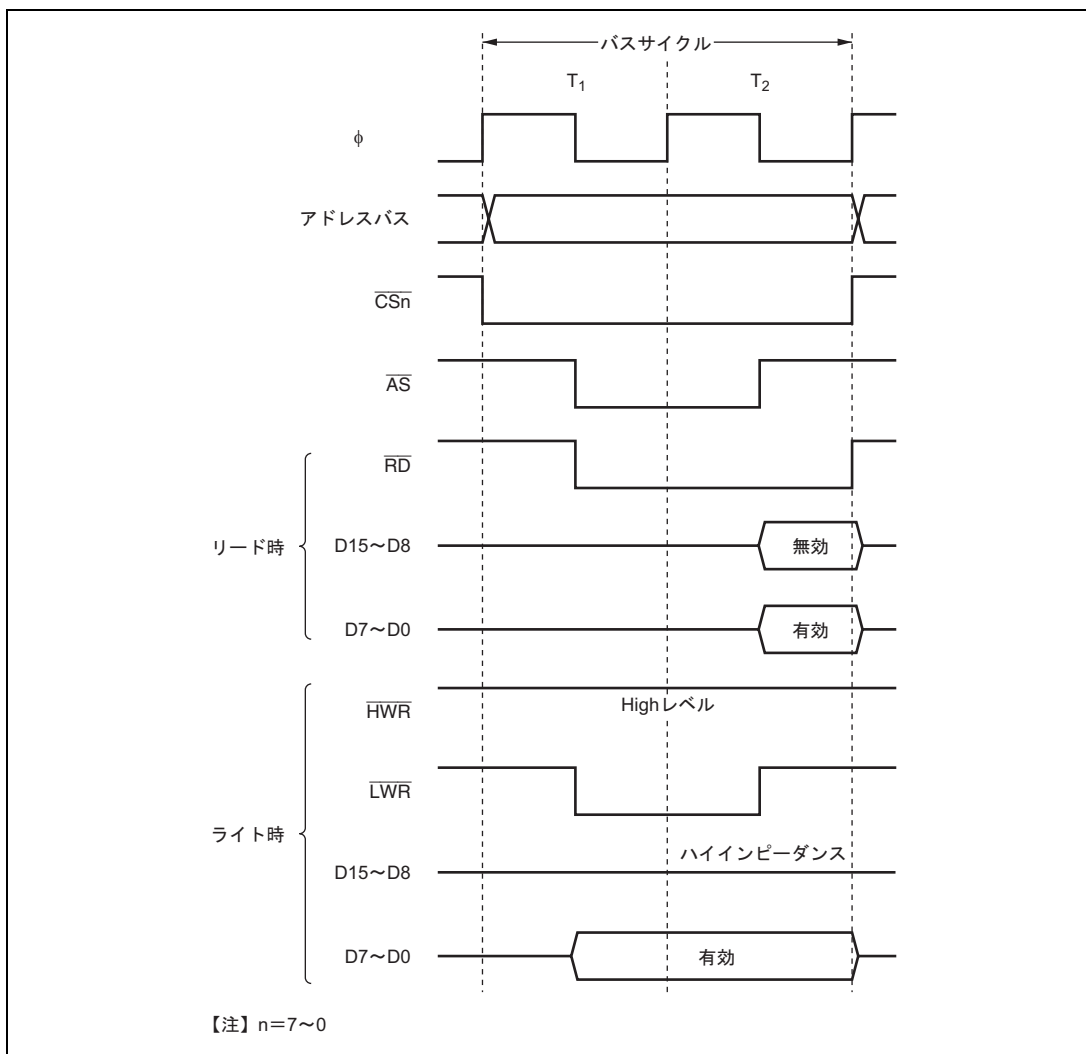 バスサイクル
T1 T2
φ
アドレスバス
CSn
AS
RD
リード時 D15～D8 無効
D7～D0 有効
HWR Highレベル
LWR
ライト時
D15～D8 ハイインピーダンス
D7～D0 有効
【注】n＝7～0